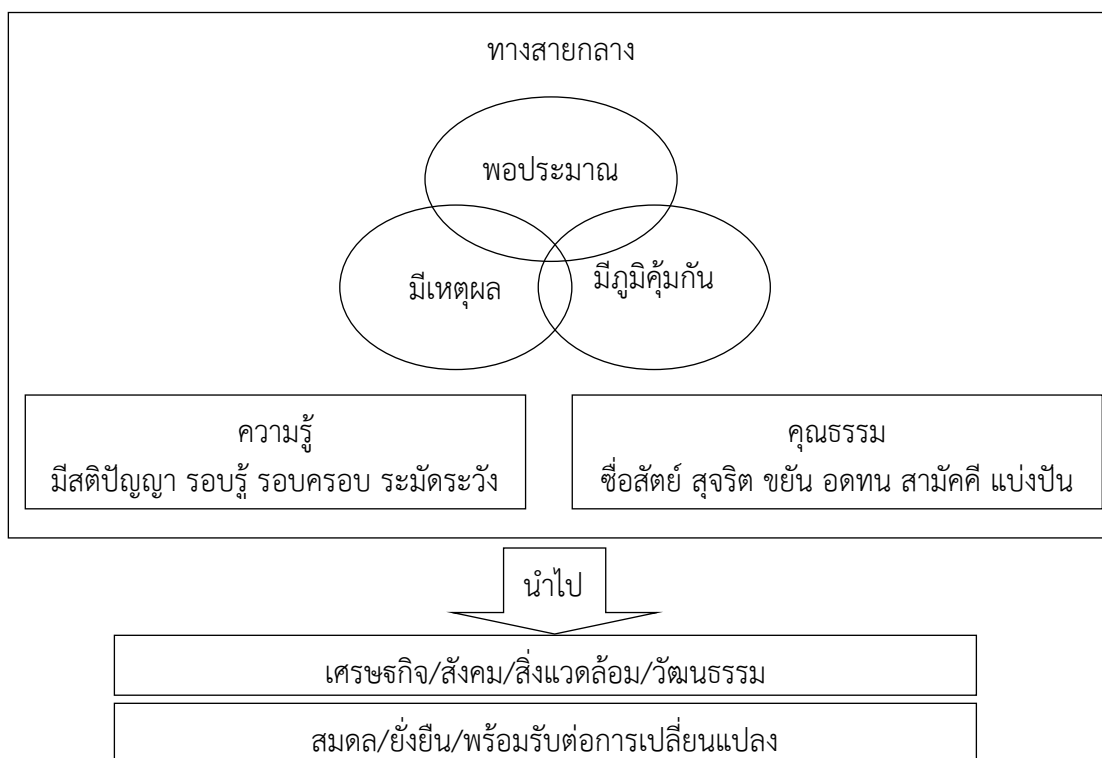 ทางสายกลาง
พอประมาณ
มีเหตุผล
มีภูมิคุ้มกัน
ความรู้
มีสติปัญญา รอบรู้ รอบครอบ ระมัดระวัง
คุณธรรม
ซื่อสัตย์ สุจริต ขยัน อดทน สามัคคี แบ่งปัน
นำไป
เศรษฐกิจ/สังคม/สิ่งแวดล้อม/วัฒนธรรม
สมดล/ยั่งยืน/พร้อมรับต่อการเปลี่ยนแปลง